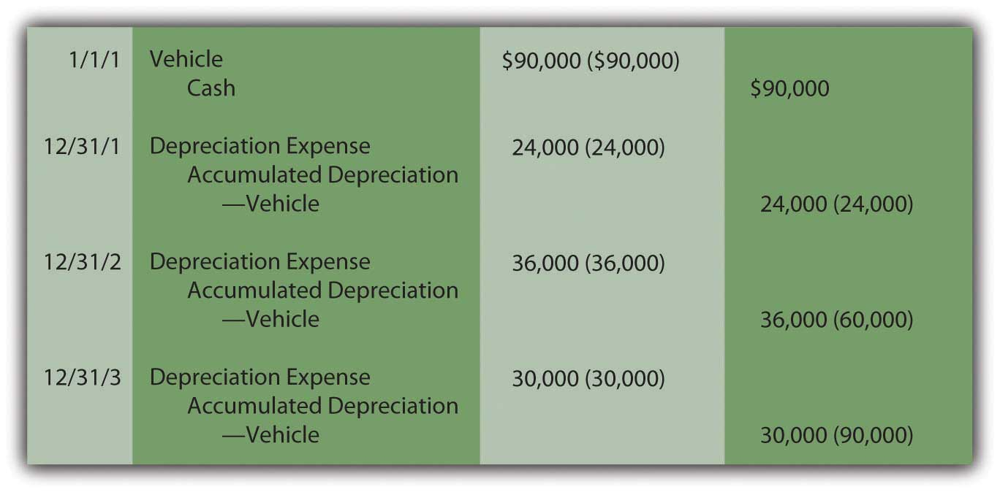 1/1/1 Vehicle $90,000 ($90,000)
Cash $90,000
12/31/1 Depreciation Expense 24,000 (24,000)
Accumulated Depreciation
—Vehicle 24,000 (24,000)
12/31/2 Depreciation Expense 36,000 (36,000)
Accumulated Depreciation
—Vehicle 36,000 (60,000)
12/31/3 Depreciation Expense 30,000 (30,000)
Accumulated Depreciation
—Vehicle 30,000 (90,000)